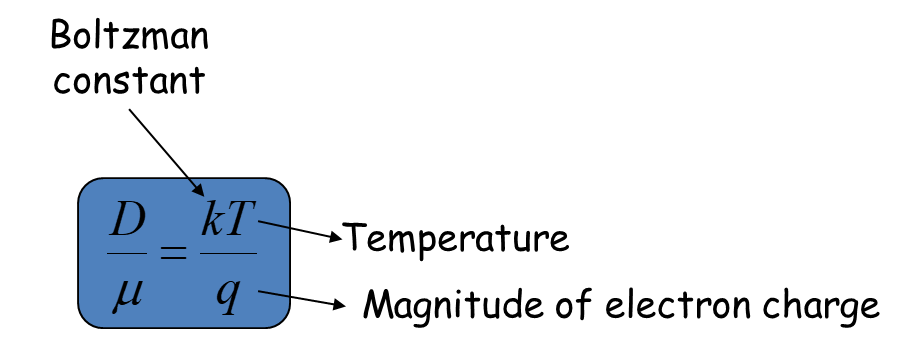 Boltzman
constant
D/μ = kT/q
Temperature
Magnitude of electron charge